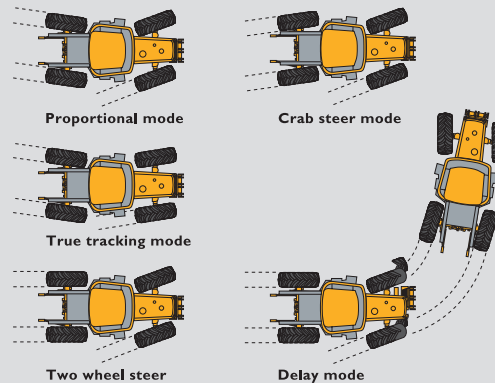 Proportional mode
Crab steer mode
True tracking mode
Two wheel steer
Delay mode